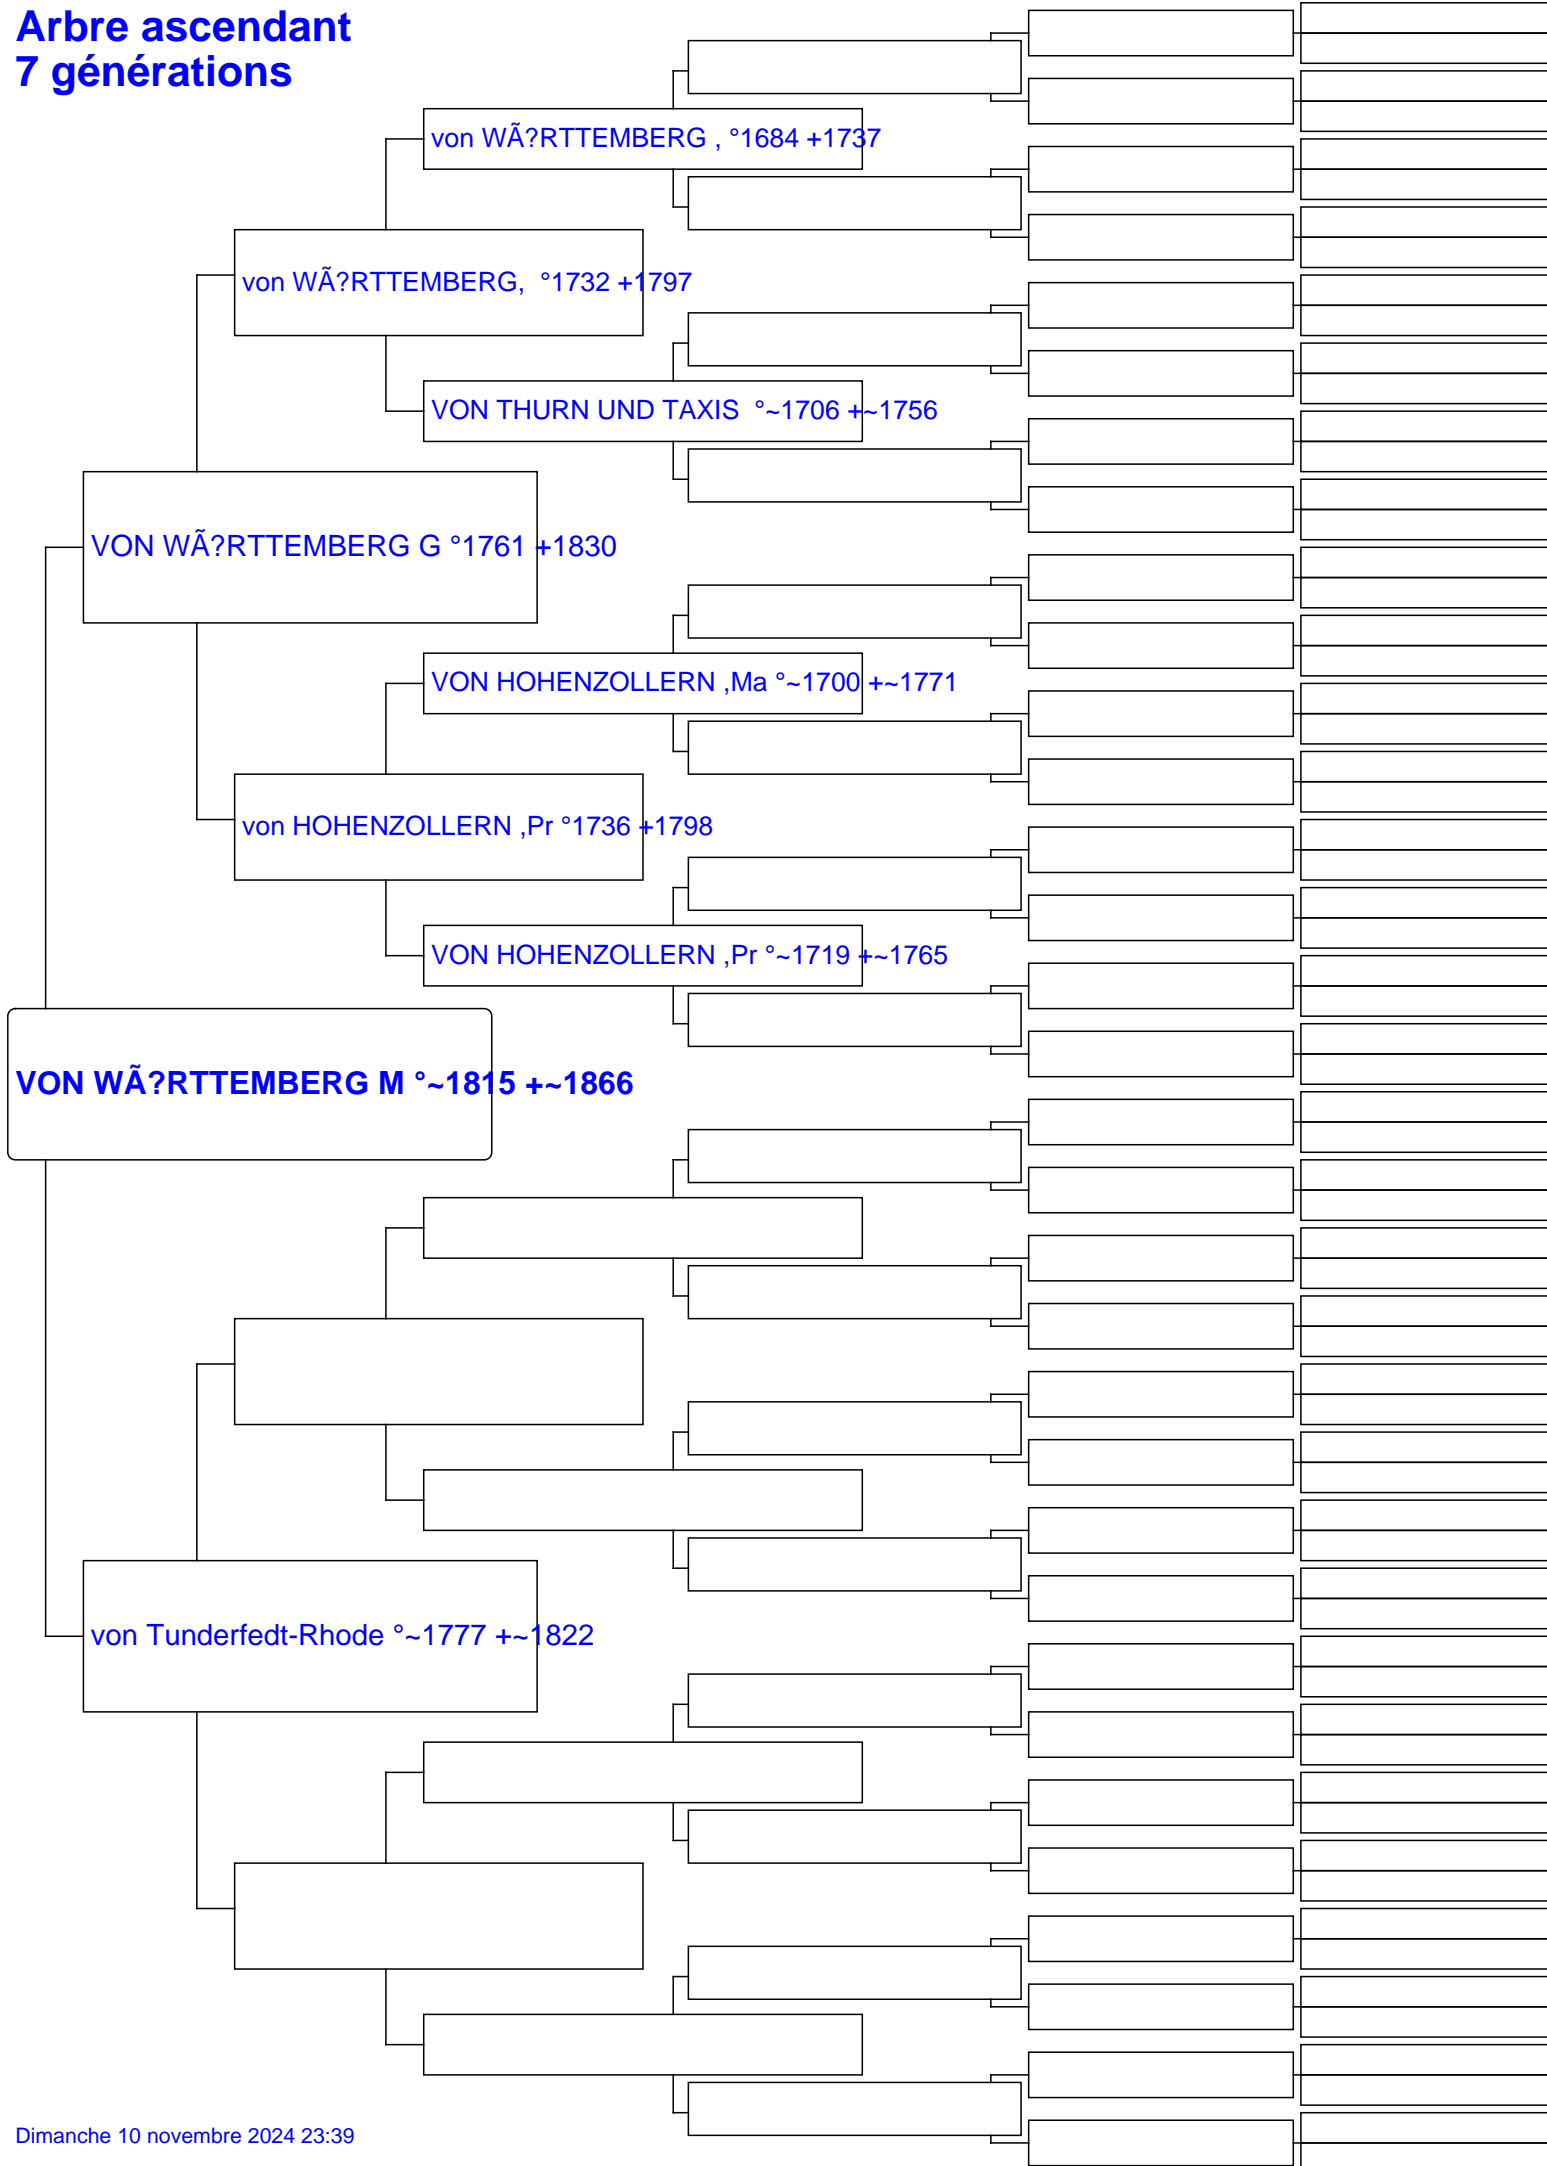 Arbre ascendant
7 générations
von WÃ?RTTEMBERG , °1684 +1737
von WÃ?RTTEMBERG, °1732 +1797
VON THURN UND TAXIS °~1706 +~1756
VON WÃ?RTTEMBERG G °1761 +1830
VON HOHENZOLLERN ,Ma °~1700 +~1771
von HOHENZOLLERN ,Pr °1736 +1798
VON HOHENZOLLERN ,Pr °~1719 +~1765
VON WÃ?RTTEMBERG M °~1815 +~1866
von Tunderfedt-Rhode °~1777 +~1822
Dimanche 10 novembre 2024 23:39